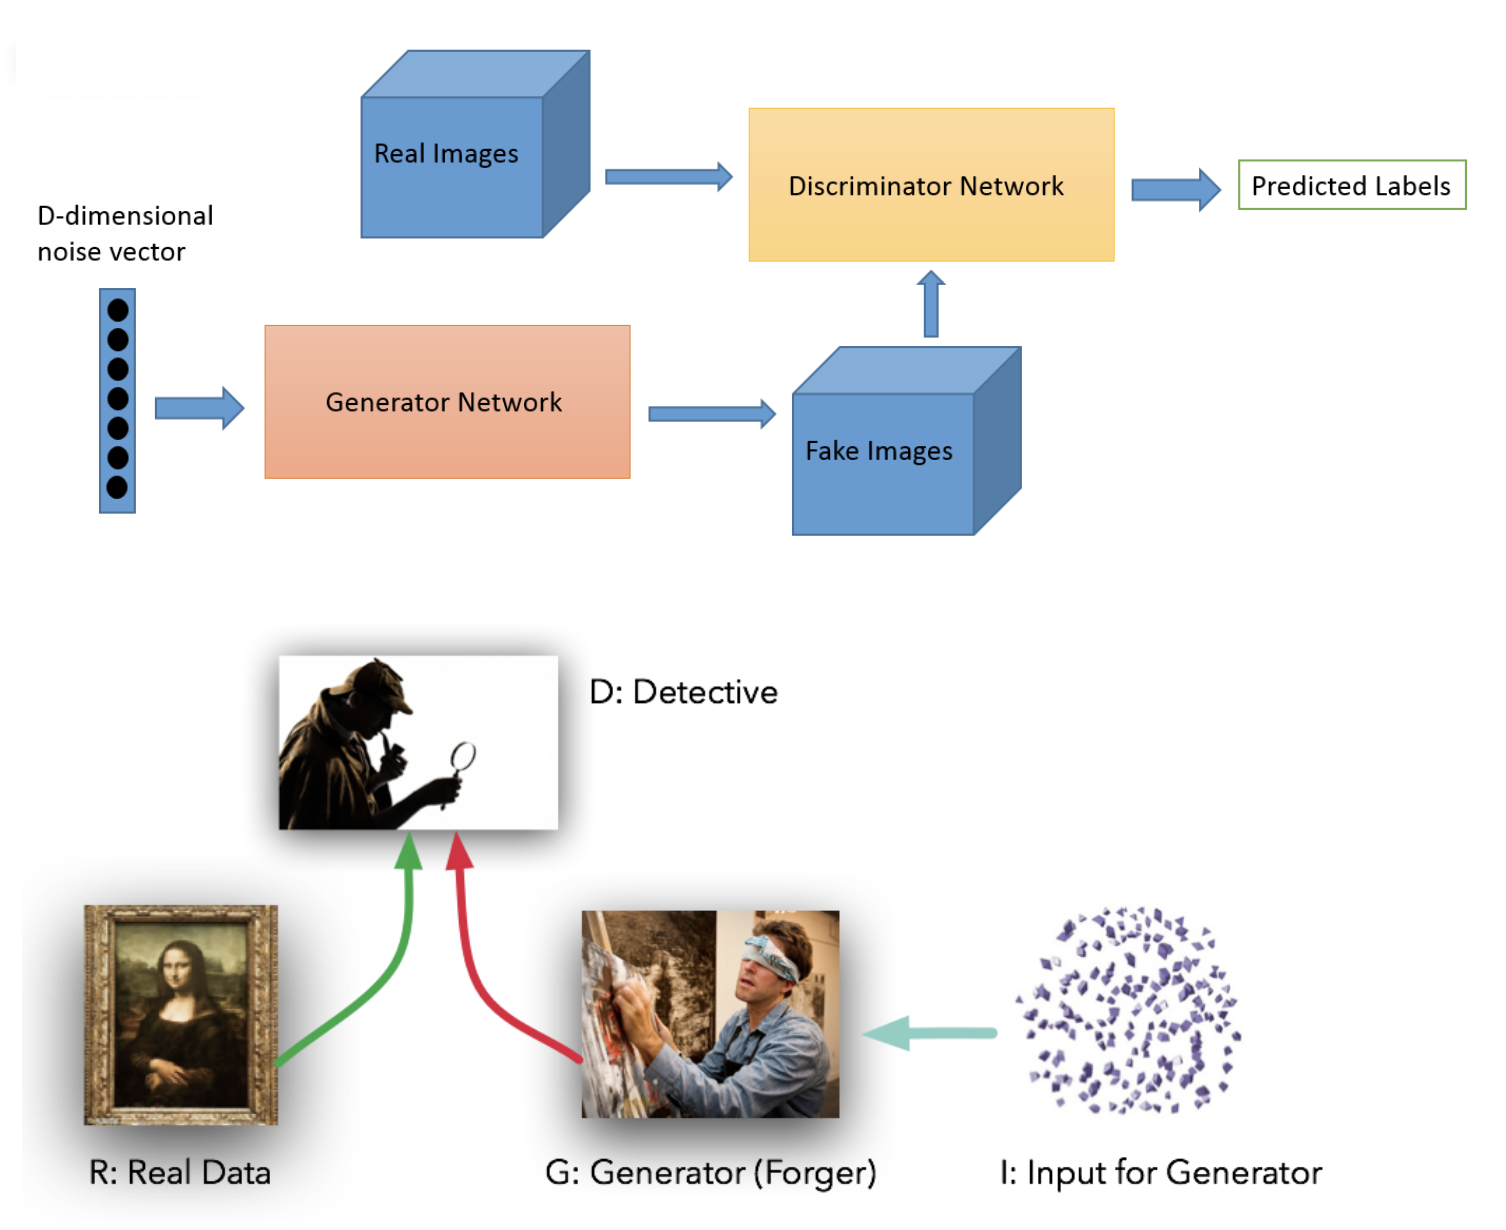 Real Images
Discriminator Network
Predicted Labels
D-dimensional
noise vector
Generator Network
Fake Images
D: Detective
R: Real Data
G: Generator (Forger)
I: Input for Generator